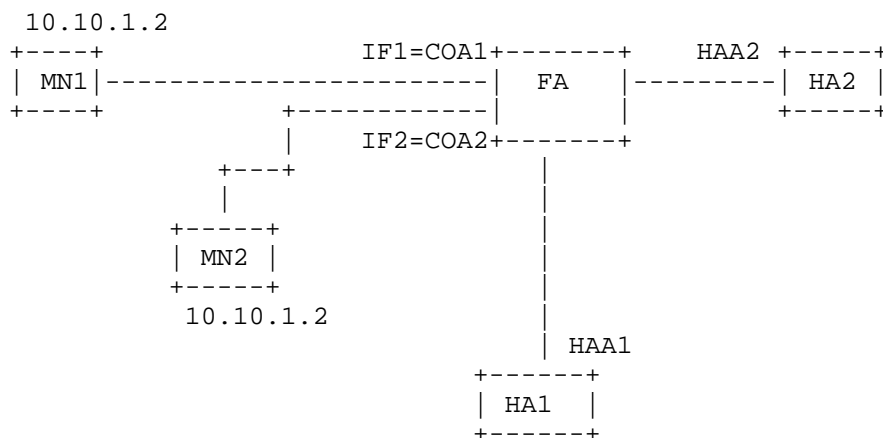 10.10.1.2
IF1=COA1 HAA2
MN1 FA HA2
IF2=COA2
MN2
10.10.1.2
HAA1
HA1